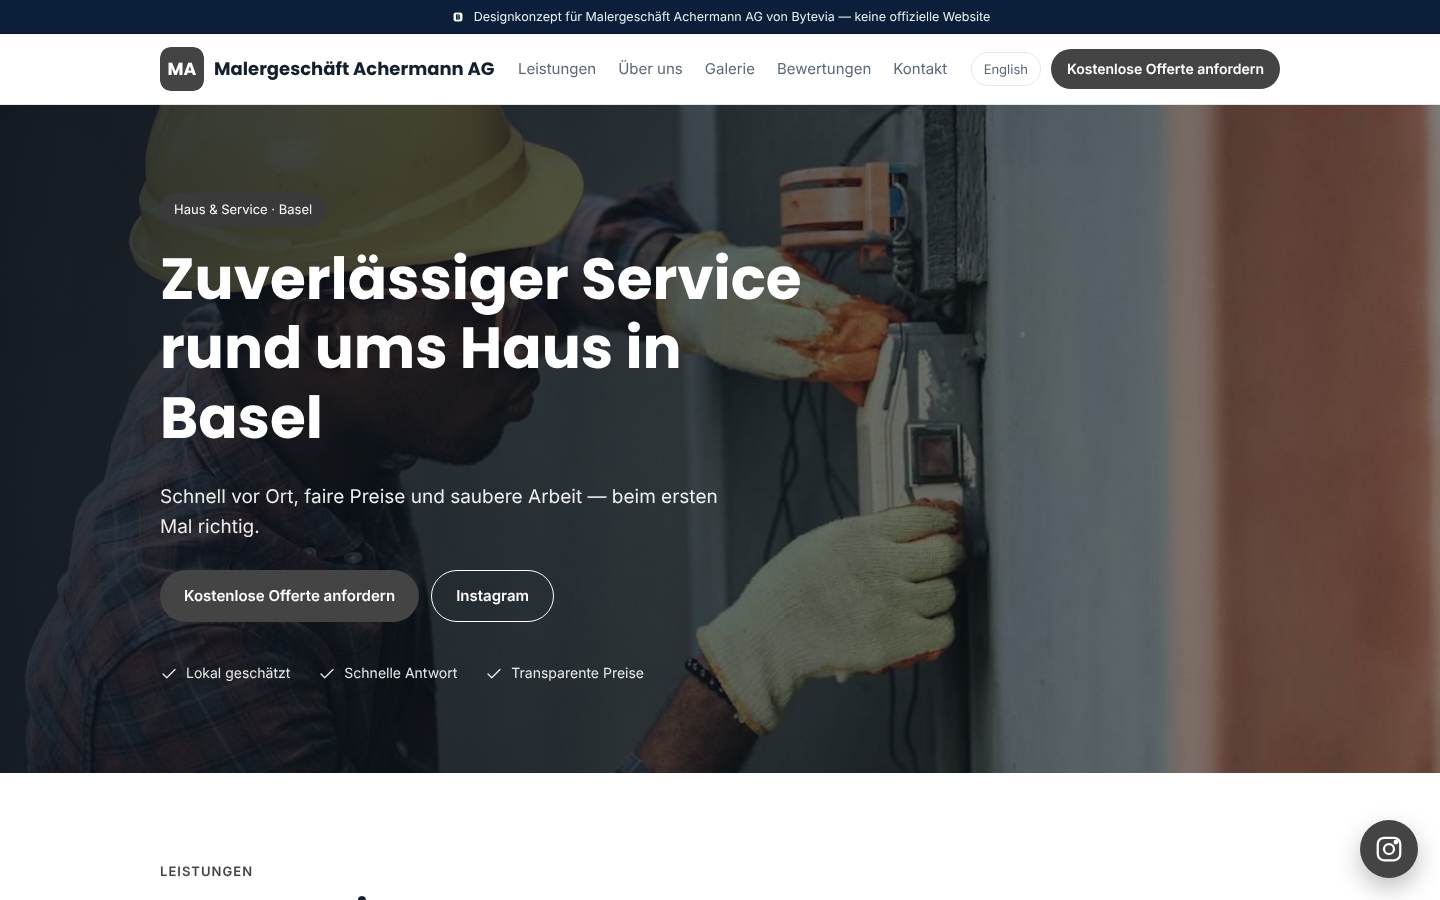 Designkonzept für Malergeschäft Achermann AG von Bytevia — keine offizielle Website
MA Malergeschäft Achermann AG Leistungen Über uns Galerie Bewertungen Kontakt English Kostenlose Offerte anfordern
Haus & Service · Basel
Zuverlässiger Service
rund ums Haus in
Basel
Schnell vor Ort, faire Preise und saubere Arbeit — beim ersten
Mal richtig.
Kostenlose Offerte anfordern Instagram
Lokal geschätzt Schnelle Antwort Transparente Preise
LEISTUNGEN